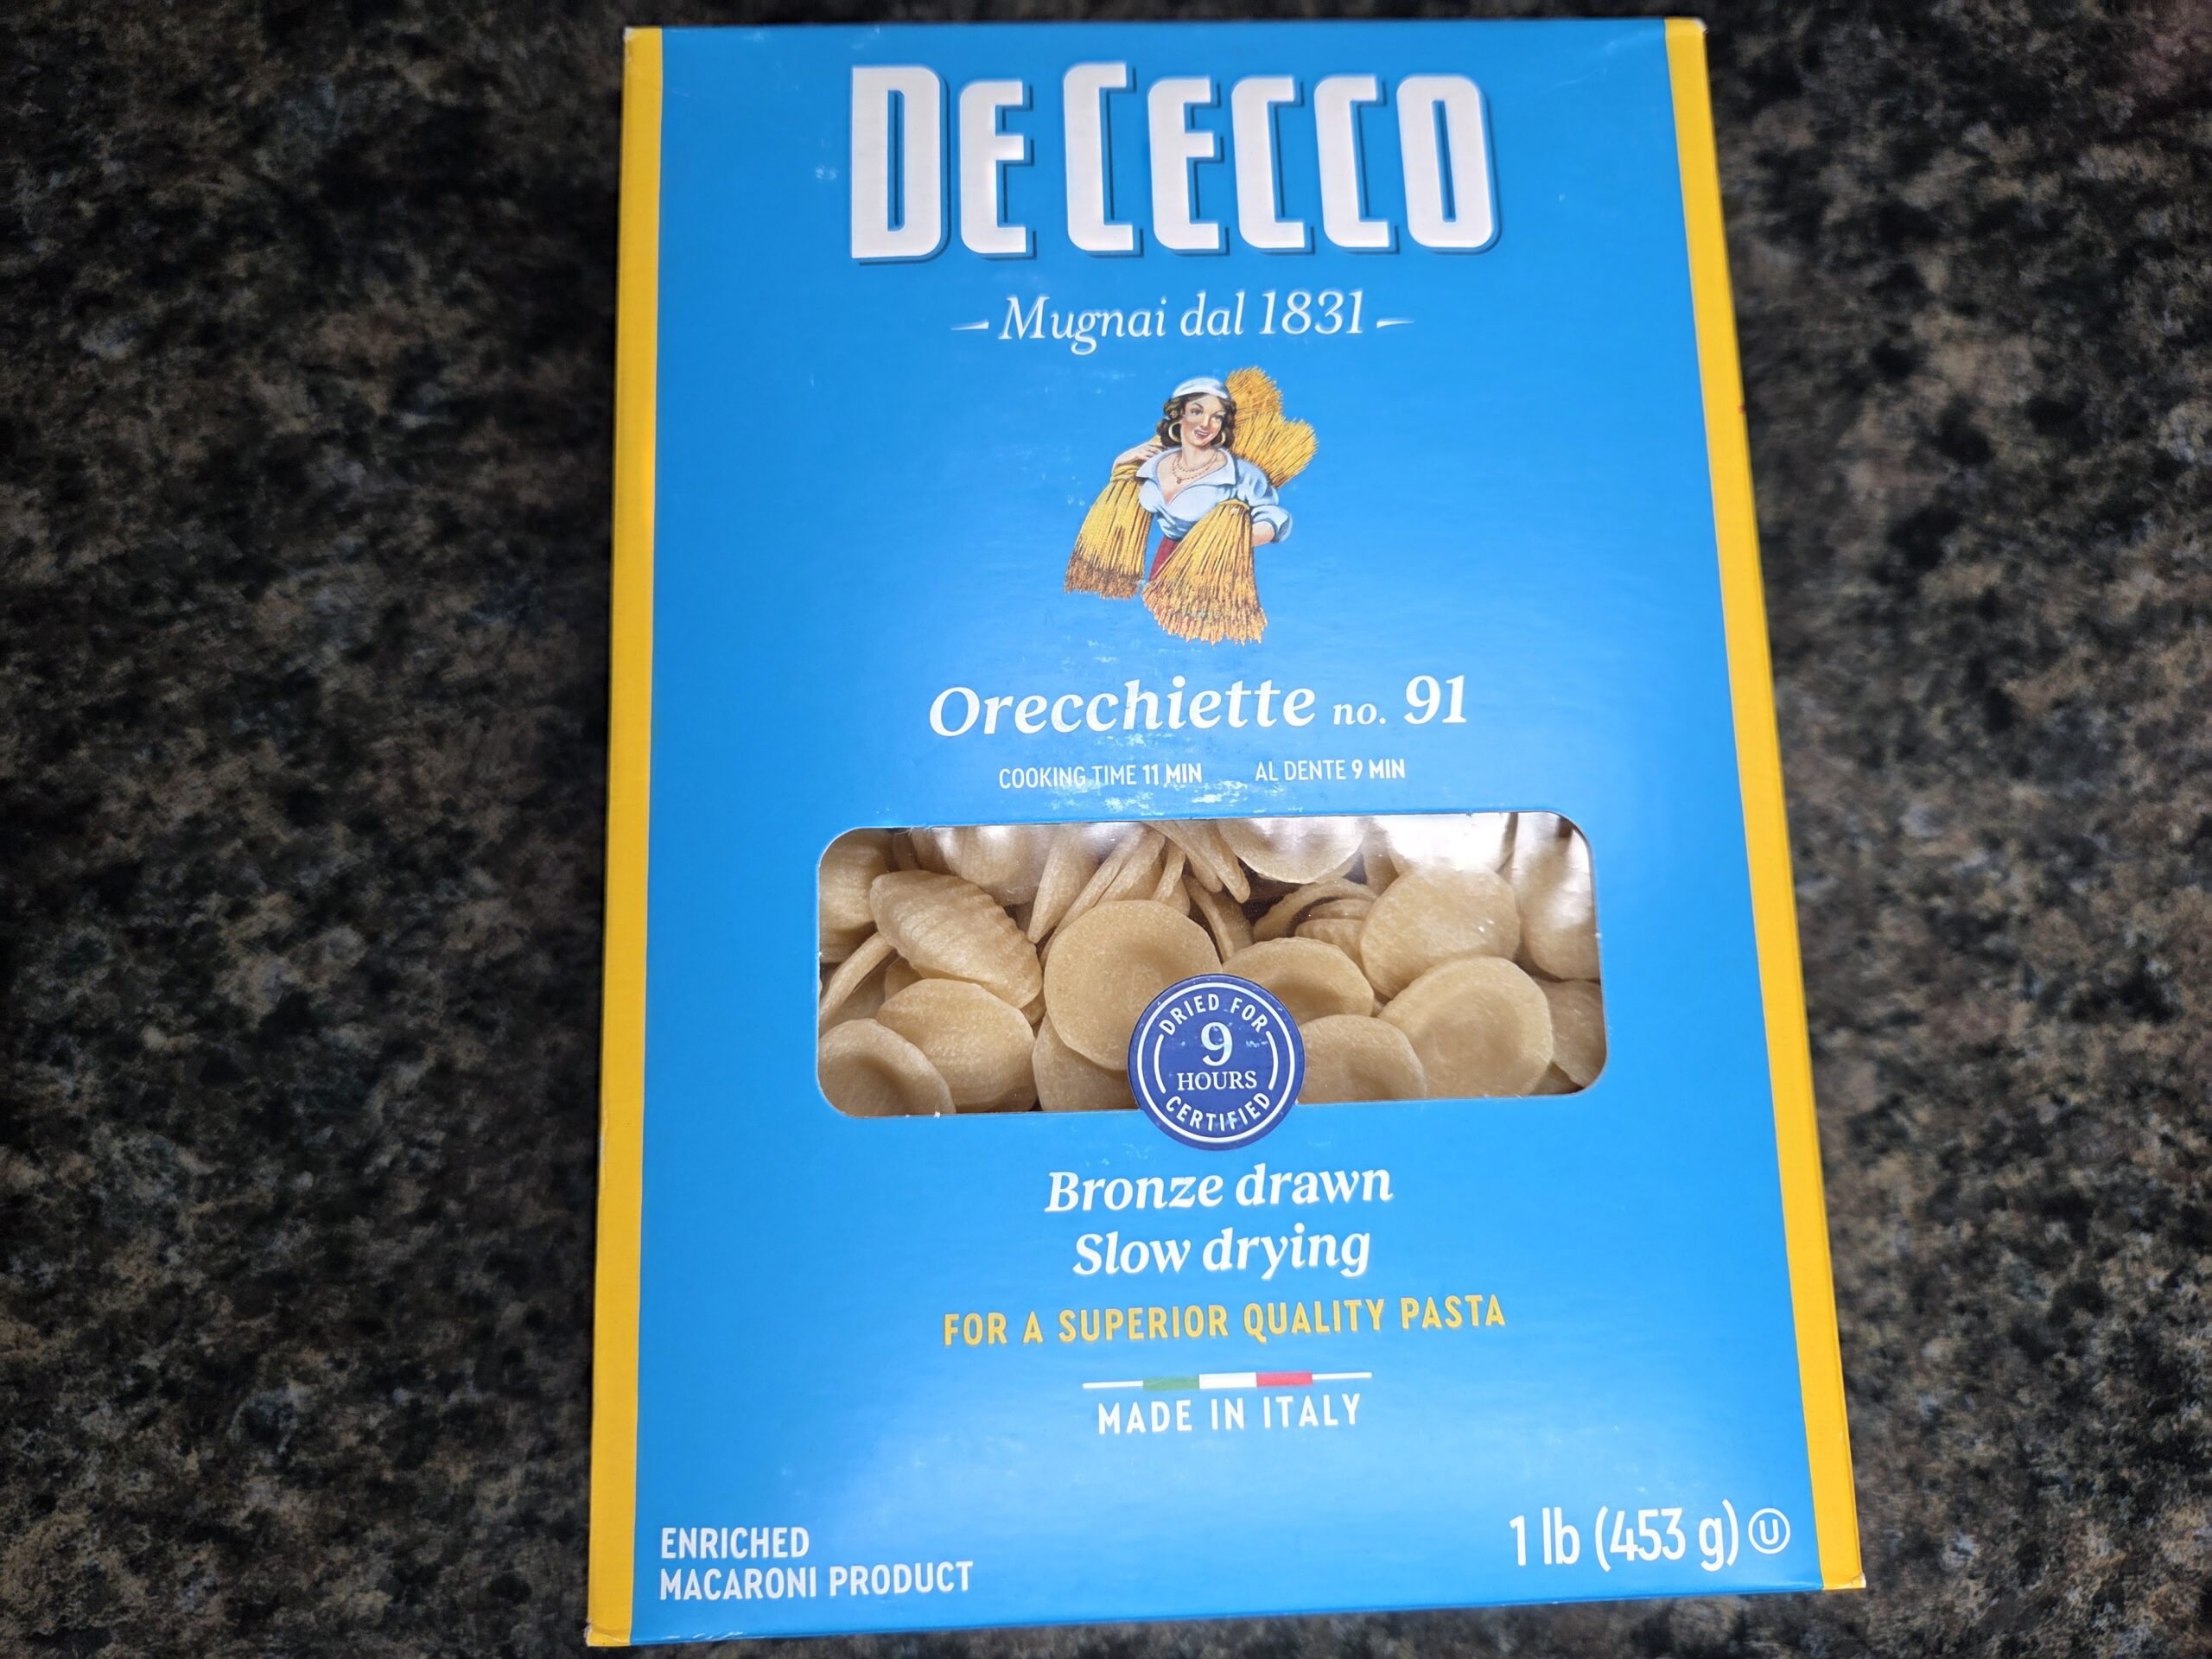 DE CECCO
Mugnai dal 1831
Orecchiette no. 91
COOKING TIME 11 MIN AL DENTE 9 MIN
DRIED FOR
9
HOURS
CERTIFIED
Bronze drawn
Slow drying
FOR A SUPERIOR QUALITY PASTA
MADE IN ITALY
ENRICHED
MACARONI PRODUCT
1 lb (453 g) U